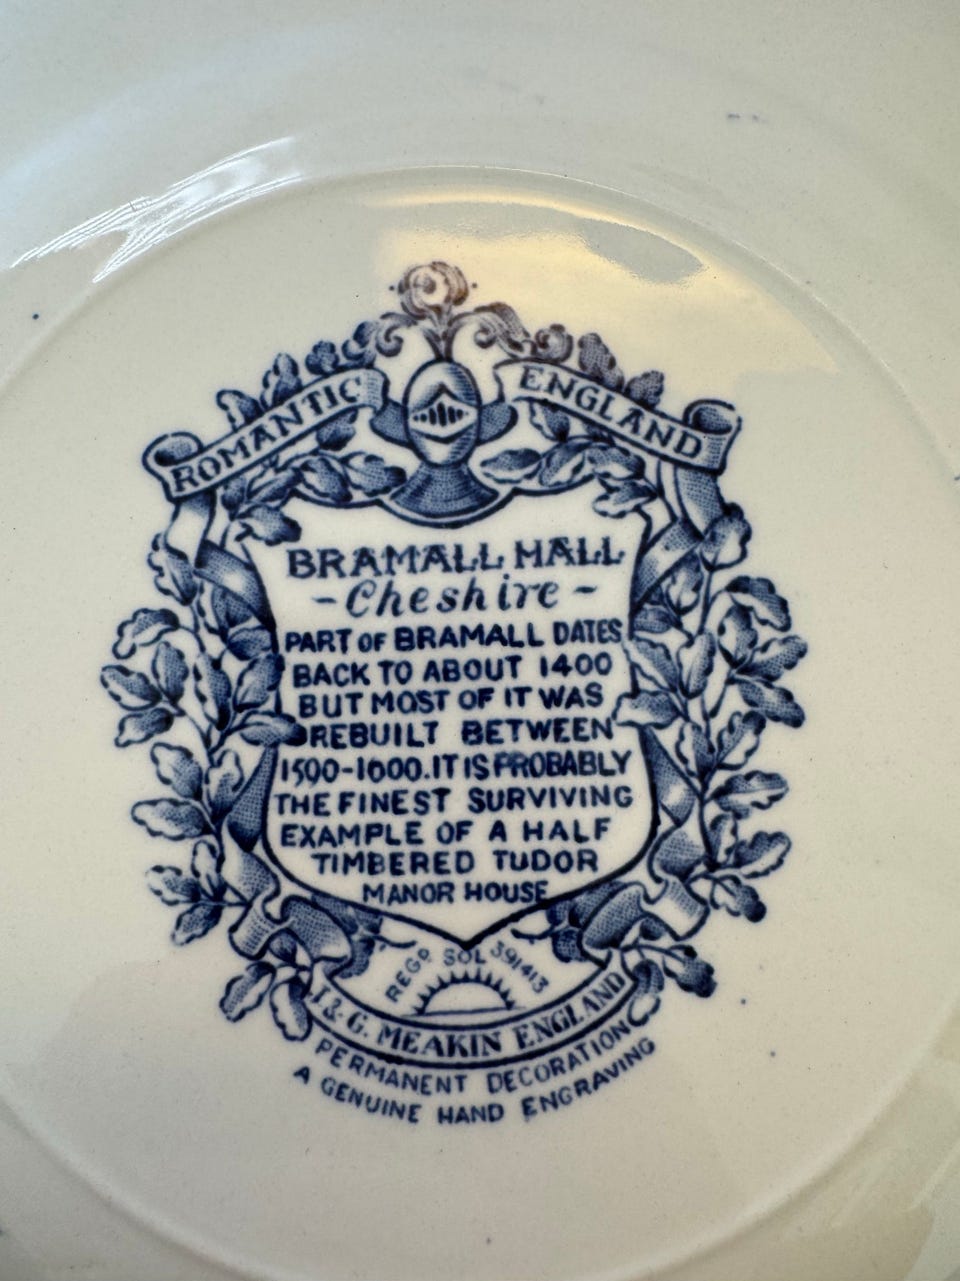 ROMANTIC ENGLAND
BRAMALL HALL
- Cheshire -
PART OF BRAMALL DATES
BACK TO ABOUT 1400
BUT MOST OF IT WAS
REBUILT BETWEEN
1500-1600. IT IS PROBABLY
THE FINEST SURVIVING
EXAMPLE OF A HALF
TIMBERED TUDOR
MANOR HOUSE
REGD SOL 391413
J. & G. MEAKIN ENGLAND
PERMANENT DECORATION
A GENUINE HAND ENGRAVING